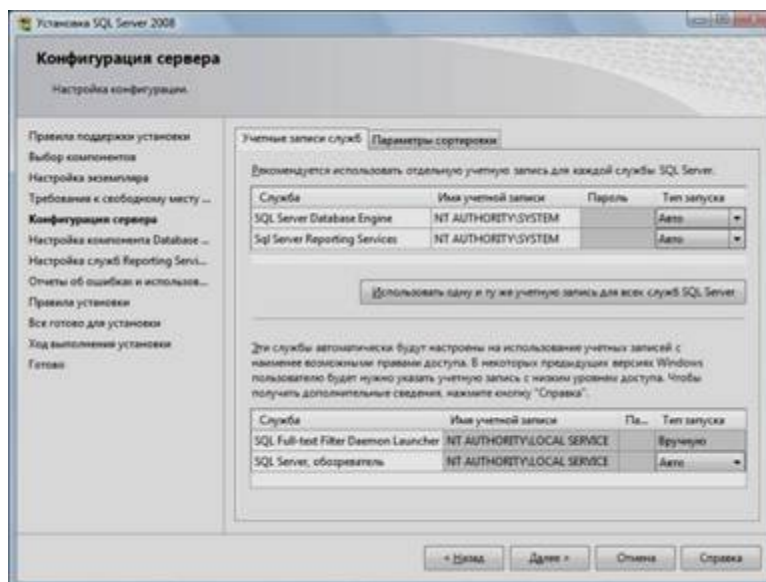 Установка SQL Server 2008
Конфигурация сервера
Настройка конфигурации.
Правила поддержки установки
Выбор компонентов
Настройка экземпляра
Требования к свободному месту ...
Конфигурация сервера
Настройка компонента Database ...
Настройка служб Reporting Servi...
Отчеты об ошибках и использов...
Правила установки
Все готово для установки
Ход выполнения установки
Готово
Учетные записи служб Параметры сортировки
Рекомендуется использовать отдельную учетную запись для каждой службы SQL Server.
Служба Имя учетной записи Пароль Тип запуска
SQL Server Database Engine NT AUTHORITY\SYSTEM Авто
Sql Server Reporting Services NT AUTHORITY\SYSTEM Авто
Использовать одну и ту же учетную запись для всех служб SQL Server
Эти службы автоматически будут настроены на использование учетных записей с
наименее возможными правами доступа. В некоторых предыдущих версиях Windows
пользователю будет нужно указать учетную запись с низким уровнем доступа. Чтобы
получить дополнительные сведения, нажмите кнопку "Справка".
Служба Имя учетной записи Па... Тип запуска
SQL Full-text Filter Daemon Launcher NT AUTHORITY\LOCAL SERVICE Вручную
SQL Server, обозреватель NT AUTHORITY\LOCAL SERVICE Авто
< Назад Далее > Отмена Справка